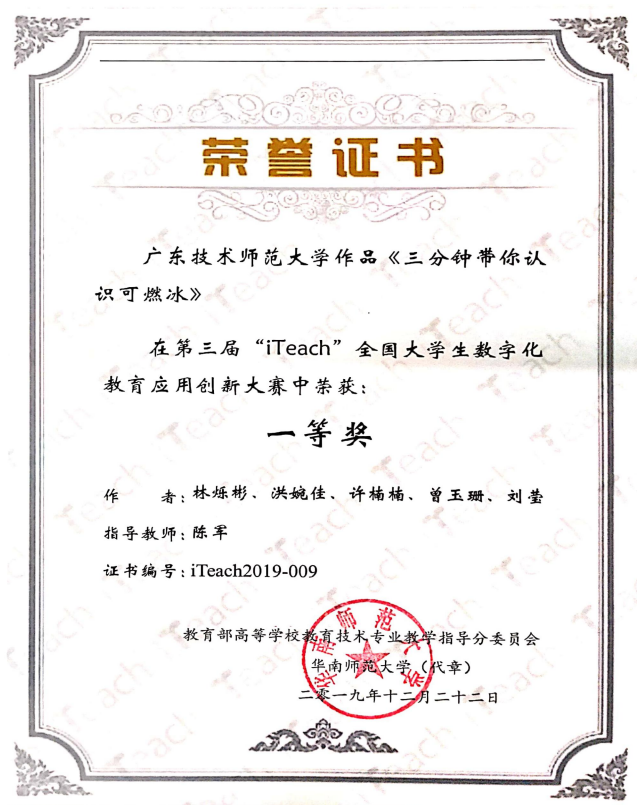 荣誉证书
广东技术师范大学作品《三分钟带你认
识可燃冰》
在第三届“iTeach”全国大学生数字化
教育应用创新大赛中荣获：
一等奖
作 者：林烁彬、洪婉佳、许楠楠、曾玉珊、刘莹
指导教师：陈军
证书编号：iTeach2019-009
教育部高等学校教育技术专业教学指导分委员会
华南师范大学（代章）
二零一九年十二月二十二日
华南师范大学